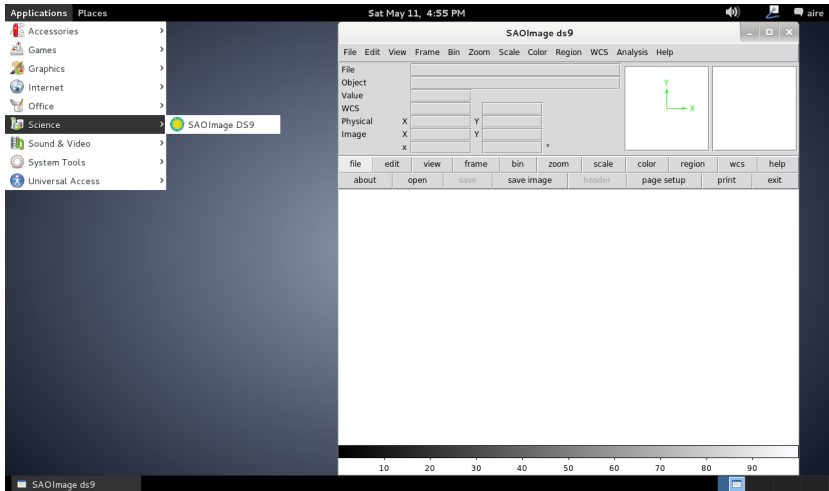 Applications Places Sat May 11, 4:55 PM aire
Accessories
Games
Graphics
Internet
Office
Science
Sound & Video
System Tools
Universal Access
SAOImage DS9
SAOImage ds9
File Edit View Frame Bin Zoom Scale Color Region WCS Analysis Help
File
Object
Value
WCS
Physical X Y
Image X Y
x °
Y
X
file edit view frame bin zoom scale color region wcs help
about open save save image header page setup print exit
10 20 30 40 50 60 70 80 90
SAOImage ds9